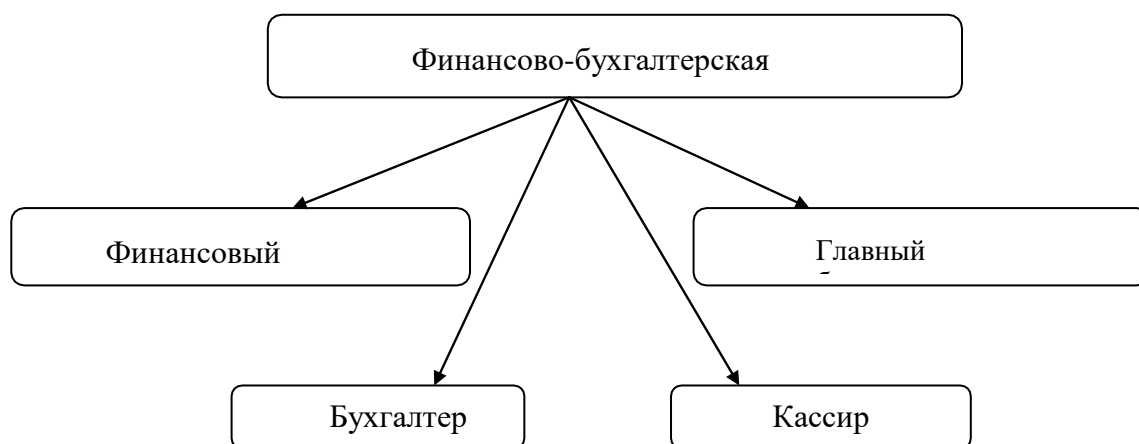 Финансово-бухгалтерская
Финансовый
Главный
Бухгалтер
Кассир